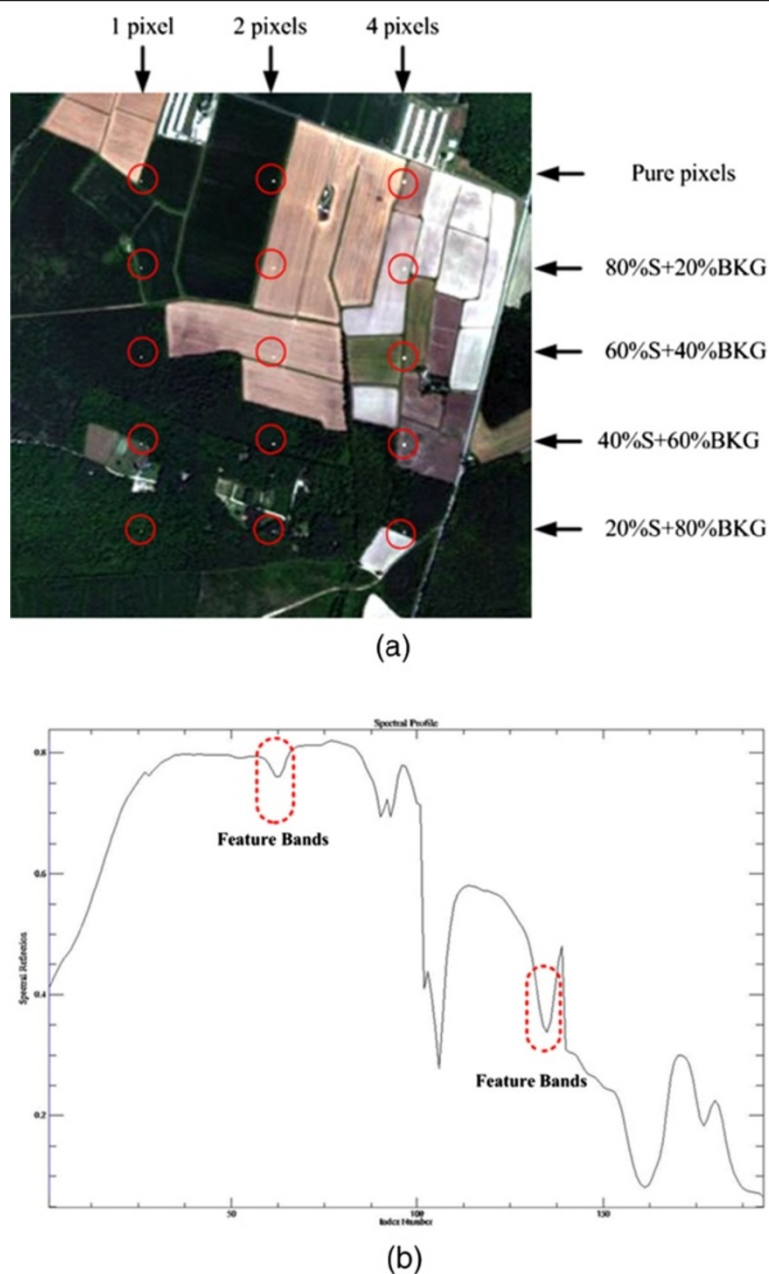 1 pixel 2 pixels 4 pixels
Pure pixels
80%S+20%BKG
60%S+40%BKG
40%S+60%BKG
20%S+80%BKG
(a)
Spectral Profile
0.8
Feature Bands
0.6
Spectral Reflection
0.4
Feature Bands
0.2
50 100 150
Index Number
(b)